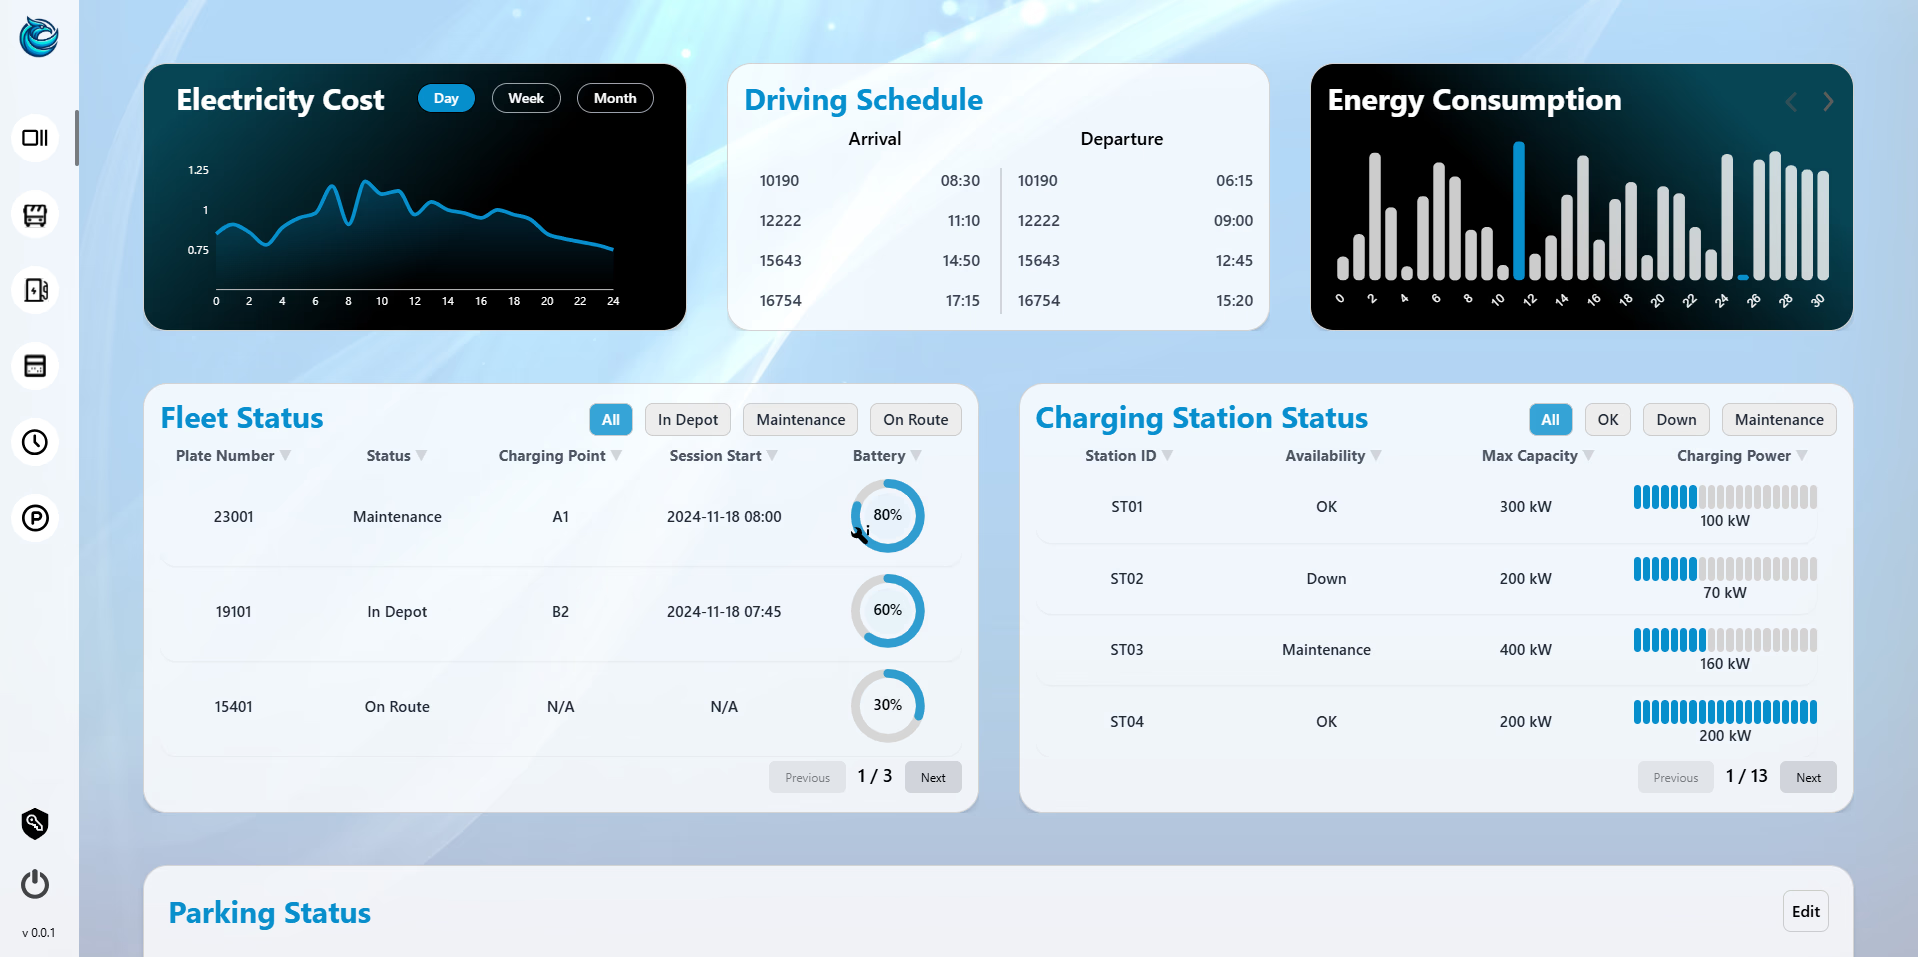 Electricity Cost Day Week Month
1.25
1
0.75
0 2 4 6 8 10 12 14 16 18 20 22 24
Driving Schedule
Arrival Departure
10190 08:30 10190 06:15
12222 11:10 12222 09:00
15643 14:50 15643 12:45
16754 17:15 16754 15:20
Energy Consumption
0 2 4 6 8 10 12 14 16 18 20 22 24 26 28 30
Fleet Status All In Depot Maintenance On Route
Plate Number Status Charging Point Session Start Battery
23001 Maintenance A1 2024-11-18 08:00 80%
19101 In Depot B2 2024-11-18 07:45 60%
15401 On Route N/A N/A 30%
Previous 1 / 3 Next
Charging Station Status All OK Down Maintenance
Station ID Availability Max Capacity Charging Power
ST01 OK 300 kW 100 kW
ST02 Down 200 kW 70 kW
ST03 Maintenance 400 kW 160 kW
ST04 OK 200 kW 200 kW
Previous 1 / 13 Next
Parking Status Edit
v 0.0.1